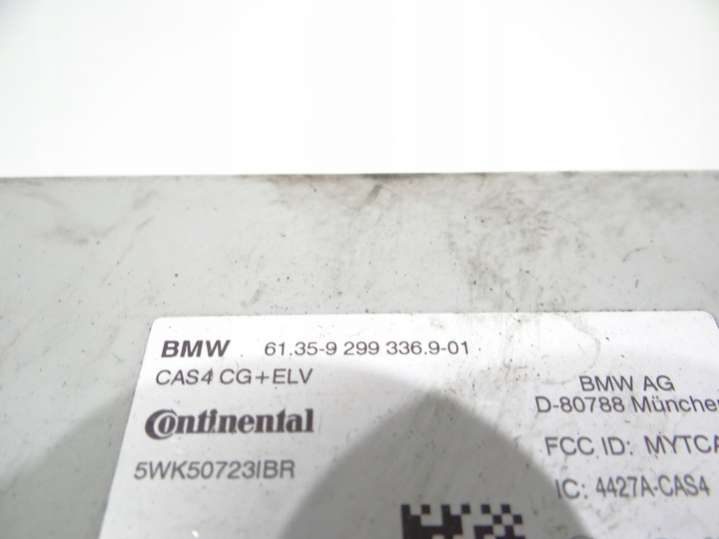 BMW 61.35-9 299 336.9-01
CAS4 CG+ELV
Continental
5WK50723IBR
BMW AG
D-80788 Münche
FCC ID: MYTCA
IC: 4427A-CAS4